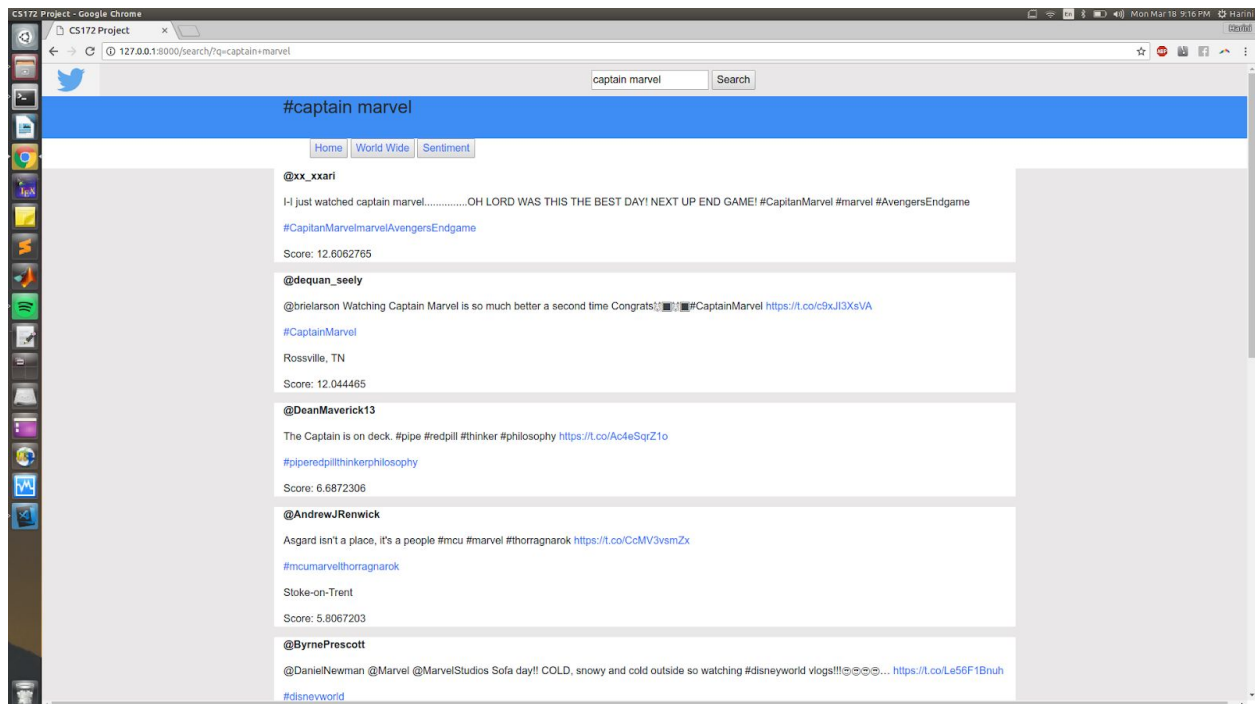 CS172 Project - Google Chrome
En
Mon Mar 18 9:16 PM
Harini
CS172 Project
Harini
127.0.0.1:8000/search/?q=captain+marvel
captain marvel
Search
#captain marvel
Home
World Wide
Sentiment
@xx_xxari
I-I just watched captain marvel...............OH LORD WAS THIS THE BEST DAY! NEXT UP END GAME! #CapitanMarvel #marvel #AvengersEndgame
#CapitanMarvelmarvelAvengersEndgame
Score: 12.6062765
@dequan_seely
@brielarson Watching Captain Marvel is so much better a second time Congrats #CaptainMarvel https://t.co/c9xJI3XsVA
#CaptainMarvel
Rossville, TN
Score: 12.044465
@DeanMaverick13
The Captain is on deck. #pipe #redpill #thinker #philosophy https://t.co/Ac4eSqrZ1o
#piperedpillthinkerphilosophy
Score: 6.6872306
@AndrewJRenwick
Asgard isn't a place, it's a people #mcu #marvel #thorragnarok https://t.co/CcMV3vsmZx
#mcumarvelthorragnarok
Stoke-on-Trent
Score: 5.8067203
@ByrnePrescott
@DanielNewman @Marvel @MarvelStudios Sofa day!! COLD, snowy and cold outside so watching #disneyworld vlogs!!!😎😎😎😎… https://t.co/Le56F1Bnuh
#disneyworld